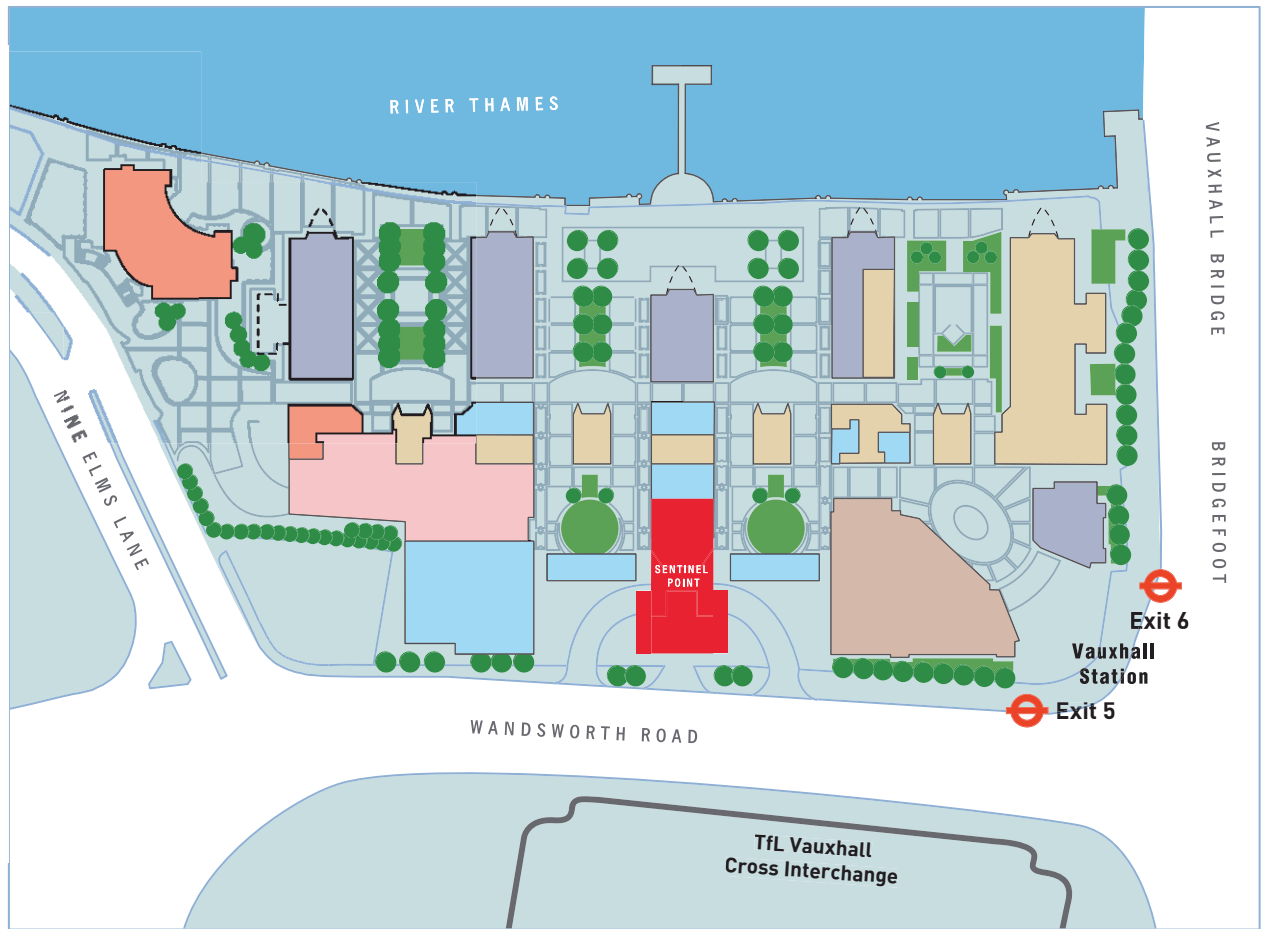 RIVER THAMES
VAUXHALL BRIDGE
BRIDGEFOOT
NINE ELMS LANE
SENTINEL
POINT
Exit 6
Vauxhall
Station
Exit 5
WANDSWORTH ROAD
TfL Vauxhall
Cross Interchange